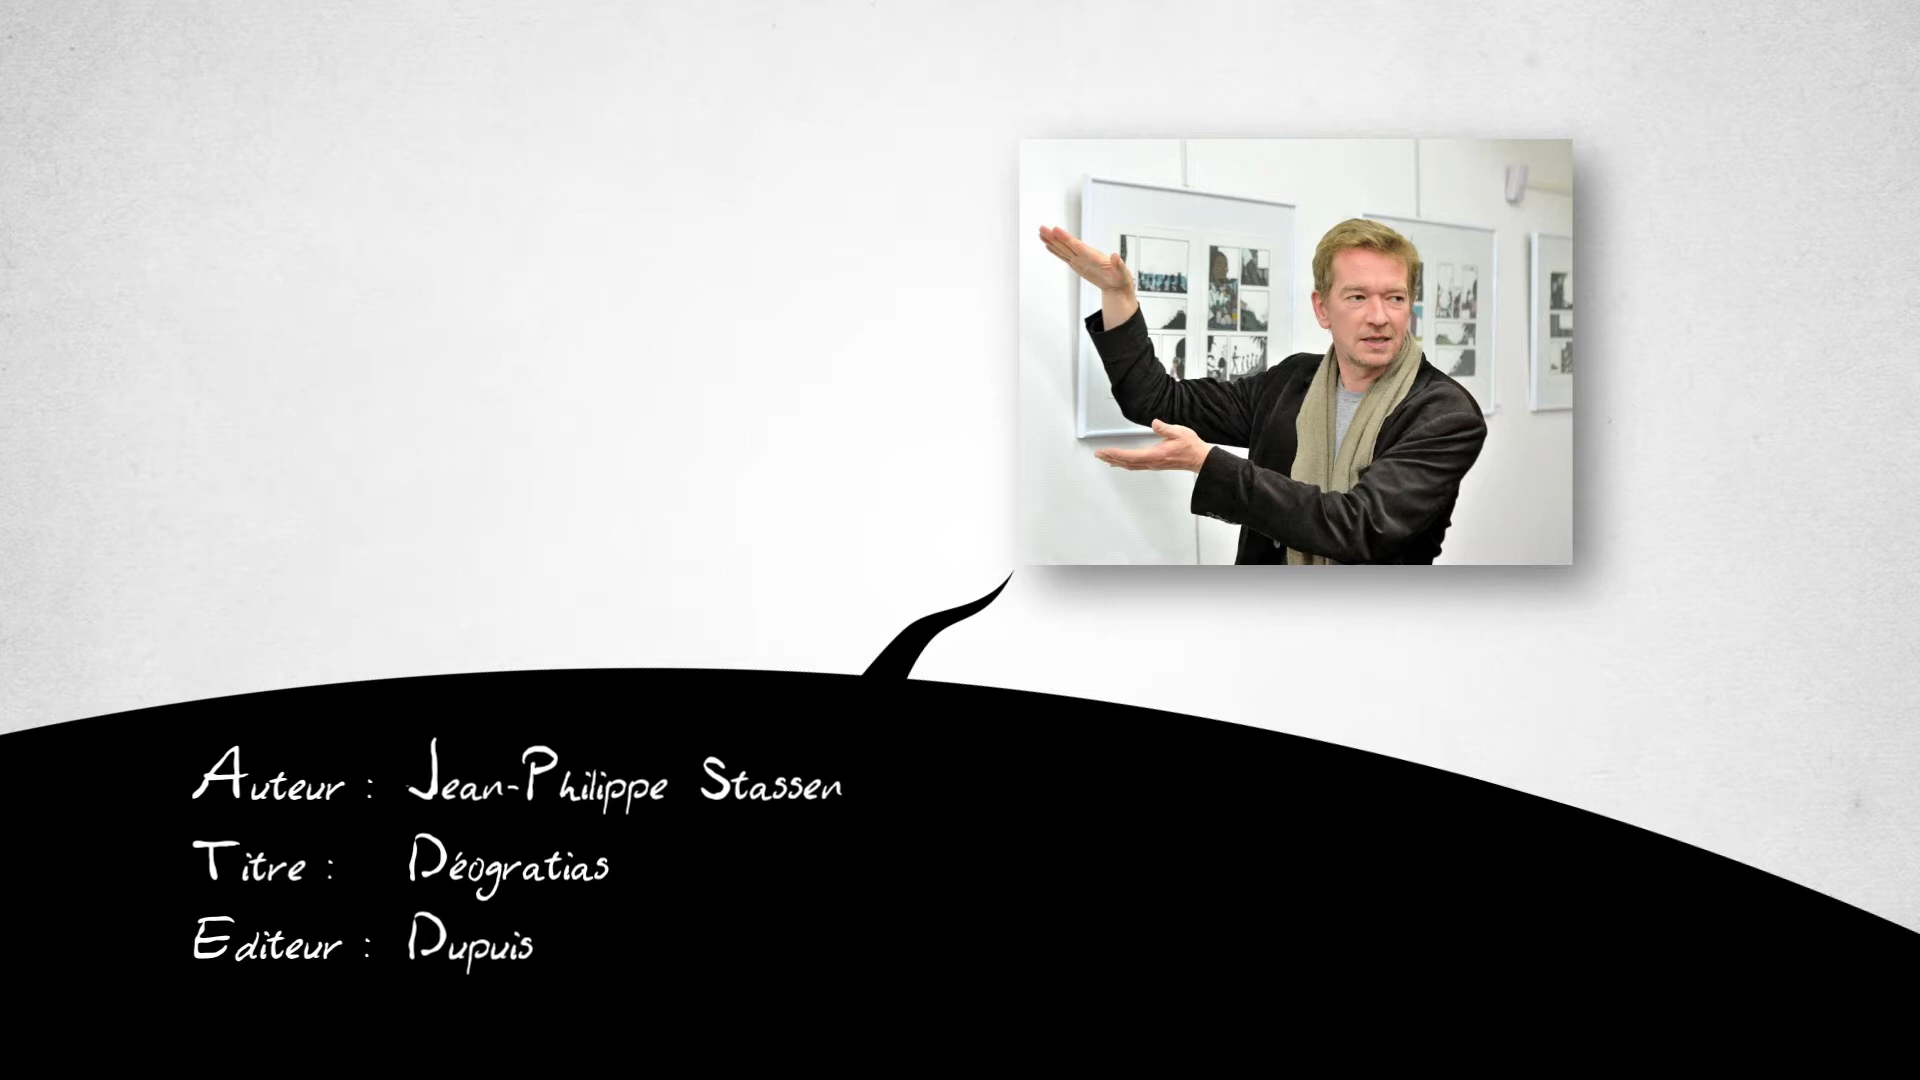 Auteur : Jean-Philippe Stassen
Titre : Déogratias
Editeur : Dupuis